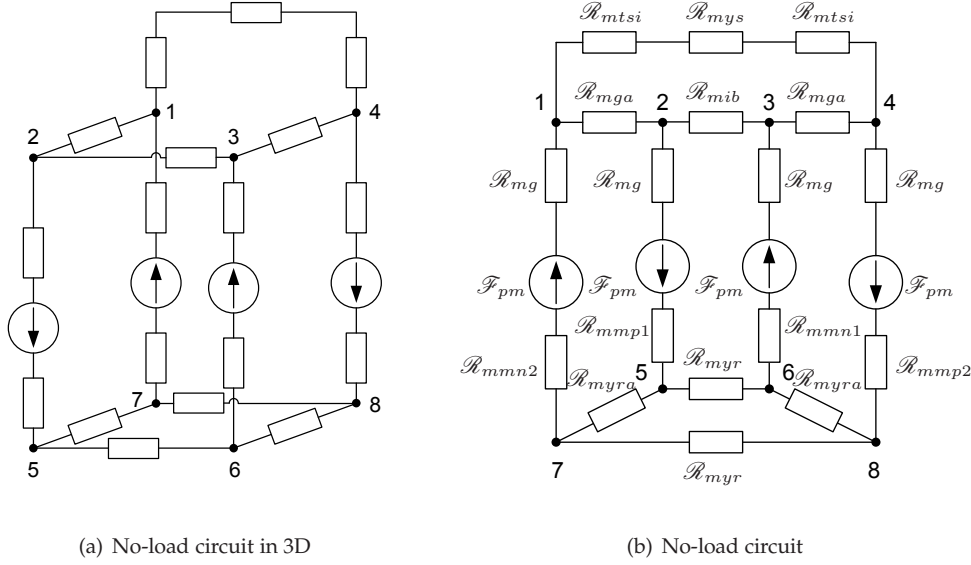 1
4
2
3
7
8
5
6
(a) No-load circuit in 3D
ℛmtsi ℛmys ℛmtsi
1 ℛmga 2 ℛmib 3 ℛmga 4
ℛmg ℛmg ℛmg ℛmg
ℱpm ℱpm ℱpm ℱpm
ℛmmp1 ℛmmn1
ℛmmn2 ℛmyra 5 ℛmyr 6 ℛmyra ℛmmp2
7 ℛmyr 8
(b) No-load circuit